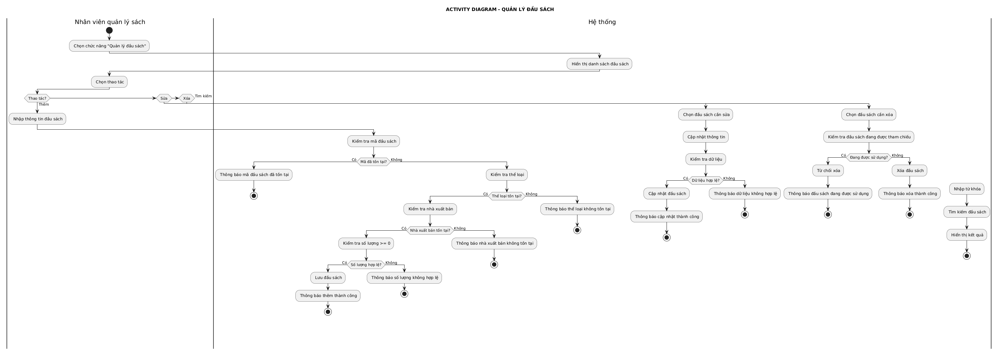 ACTIVITY DIAGRAM - QUẢN LÝ ĐẦU SÁCH
Nhân viên quản lý sách
Hệ thống
Chọn chức năng "Quản lý đầu sách"
Hiển thị danh sách đầu sách
Chọn thao tác
Thao tác?
Sửa
Xóa
Tìm kiếm
Thêm
Nhập thông tin đầu sách
Chọn đầu sách cần sửa
Chọn đầu sách cần xóa
Kiểm tra mã đầu sách
Cập nhật thông tin
Kiểm tra đầu sách đang được tham chiếu
Có
Mã đã tồn tại?
Không
Kiểm tra dữ liệu
Có
Đang được sử dụng?
Không
Thông báo mã đầu sách đã tồn tại
Kiểm tra thể loại
Từ chối xóa
Xóa đầu sách
Có
Dữ liệu hợp lệ?
Không
Nhập từ khóa
Cập nhật đầu sách
Thông báo dữ liệu không hợp lệ
Thông báo đầu sách đang được sử dụng
Thông báo xóa thành công
Có
Thể loại tồn tại?
Không
Kiểm tra nhà xuất bản
Thông báo thể loại không tồn tại
Tìm kiếm đầu sách
Thông báo cập nhật thành công
Có
Nhà xuất bản tồn tại?
Không
Hiển thị kết quả
Kiểm tra số lượng >= 0
Thông báo nhà xuất bản không tồn tại
Có
Số lượng hợp lệ?
Không
Lưu đầu sách
Thông báo số lượng không hợp lệ
Thông báo thêm thành công